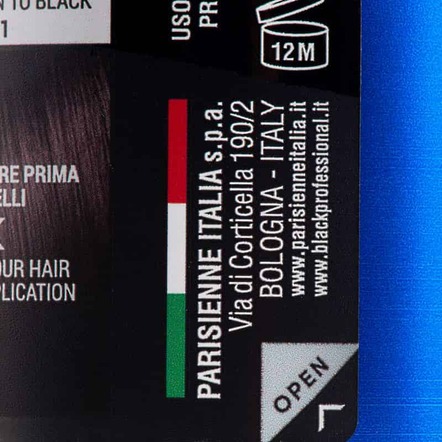 TO BLACK
1
USO
PR
12M
RE PRIMA
ELLI
OUR HAIR
PLICATION
PARISIENNE ITALIA s.p.a.
Via di Corticella 190/2
BOLOGNA - ITALY
www.parisienneitalia.it
www.blackprofessional.it
OPEN